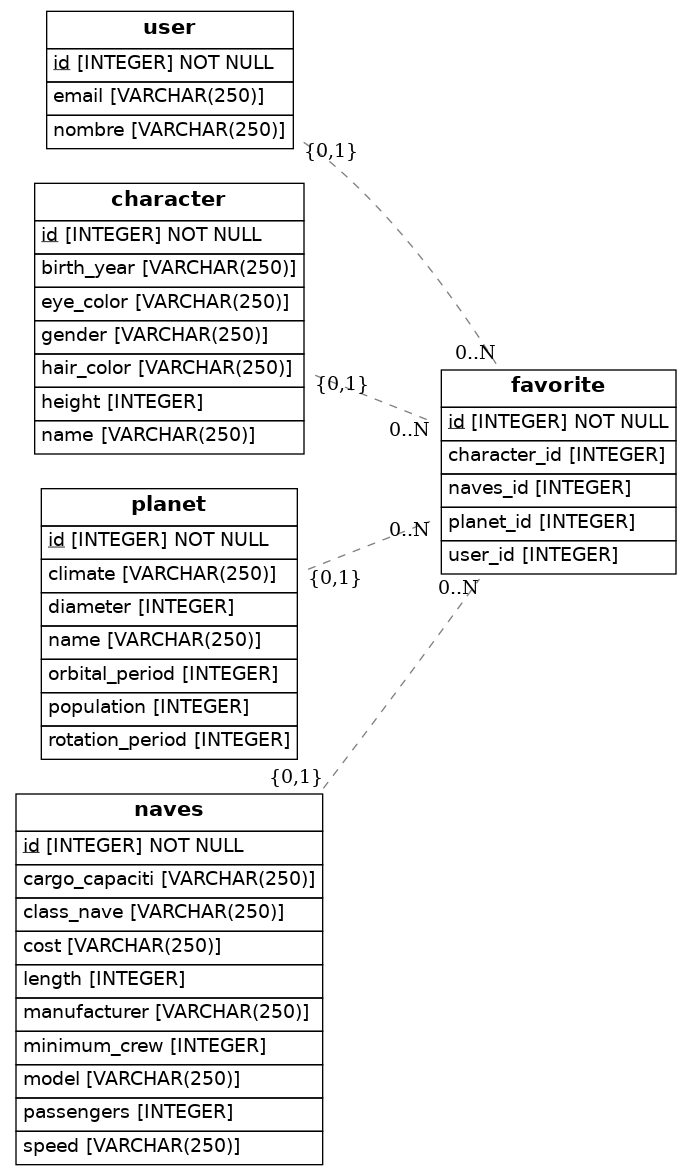 user
id [INTEGER] NOT NULL
email [VARCHAR(250)]
nombre [VARCHAR(250)]
{0,1}
character
id [INTEGER] NOT NULL
birth_year [VARCHAR(250)]
eye_color [VARCHAR(250)]
gender [VARCHAR(250)]
hair_color [VARCHAR(250)]
height [INTEGER]
name [VARCHAR(250)]
{0,1}
0..N
0..N
favorite
id [INTEGER] NOT NULL
character_id [INTEGER]
naves_id [INTEGER]
planet_id [INTEGER]
user_id [INTEGER]
0..N
0..N
planet
id [INTEGER] NOT NULL
climate [VARCHAR(250)]
diameter [INTEGER]
name [VARCHAR(250)]
orbital_period [INTEGER]
population [INTEGER]
rotation_period [INTEGER]
{0,1}
{0,1}
naves
id [INTEGER] NOT NULL
cargo_capaciti [VARCHAR(250)]
class_nave [VARCHAR(250)]
cost [VARCHAR(250)]
length [INTEGER]
manufacturer [VARCHAR(250)]
minimum_crew [INTEGER]
model [VARCHAR(250)]
passengers [INTEGER]
speed [VARCHAR(250)]